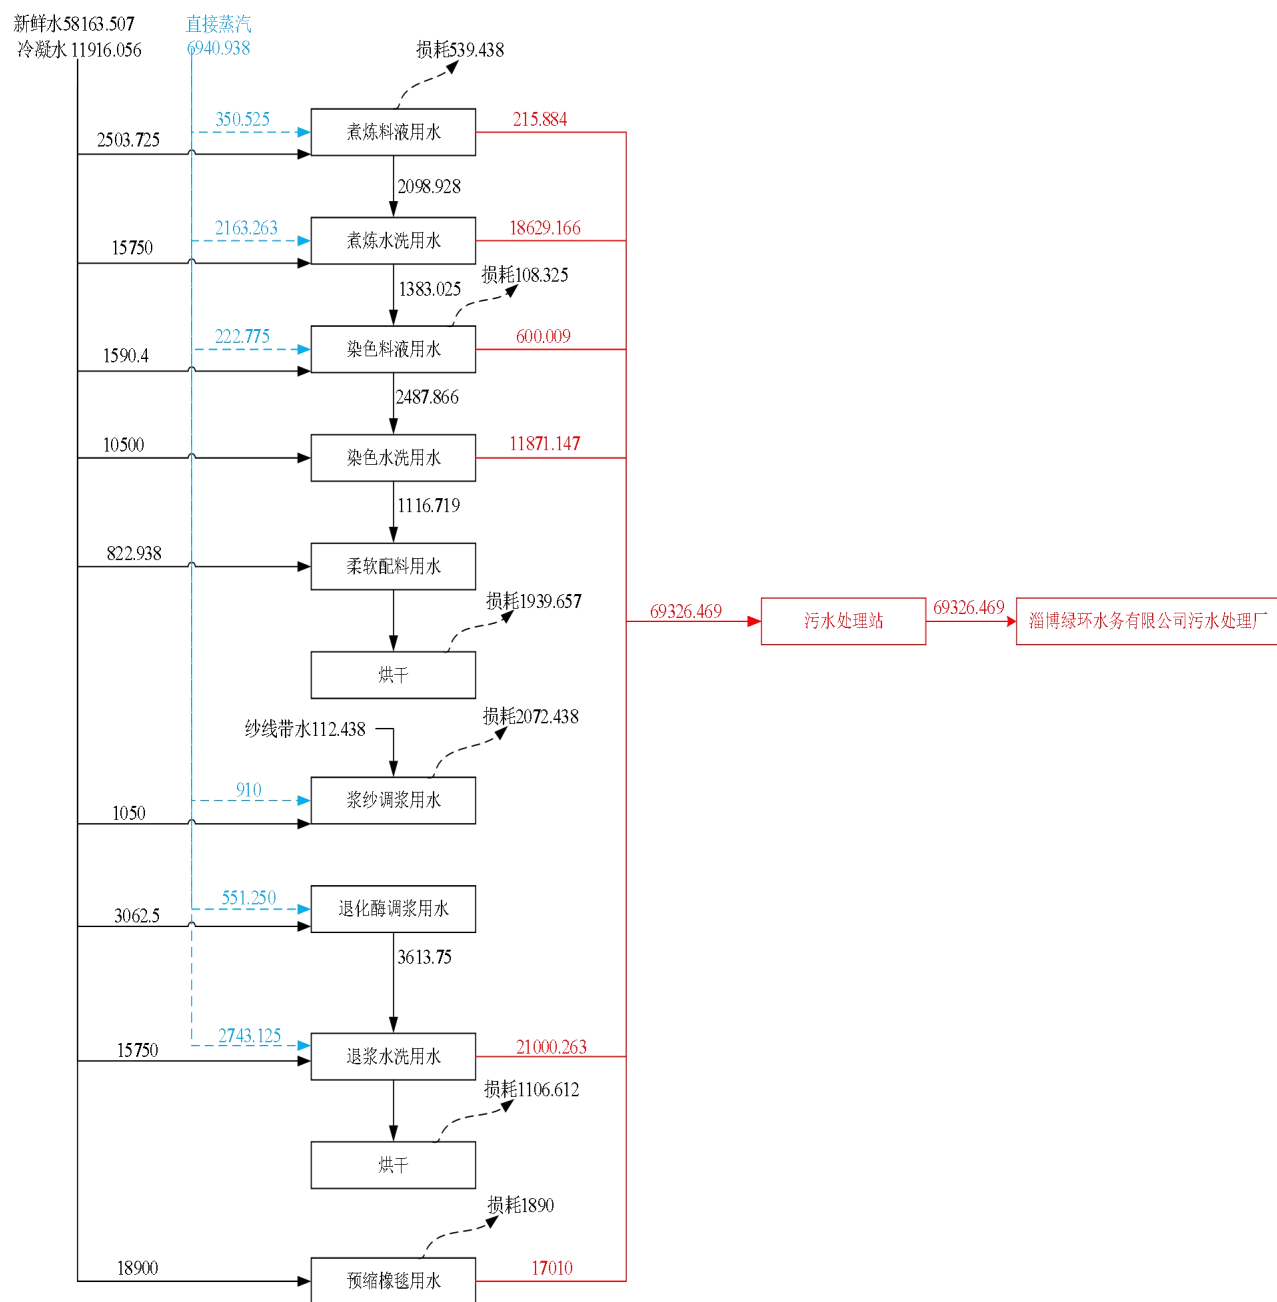 新鲜水58163.507
冷凝水 11916.056
直接蒸汽
6940.938
损耗539.438
350.525
2503.725
煮炼料液用水
215.884
2098.928
2163.263
15750
煮炼水洗用水
18629.166
1383.025
损耗108.325
222.775
1590.4
染色料液用水
600.009
2487.866
10500
染色水洗用水
11871.147
1116.719
822.938
柔软配料用水
损耗1939.657
烘干
69326.469
污水处理站
69326.469
淄博绿环水务有限公司污水处理厂
纱线带水112.438
损耗2072.438
910
1050
浆纱调浆用水
551.250
3062.5
退化酶调浆用水
3613.75
2743.125
15750
退浆水洗用水
21000.263
损耗1106.612
烘干
损耗1890
18900
预缩橡毯用水
17010